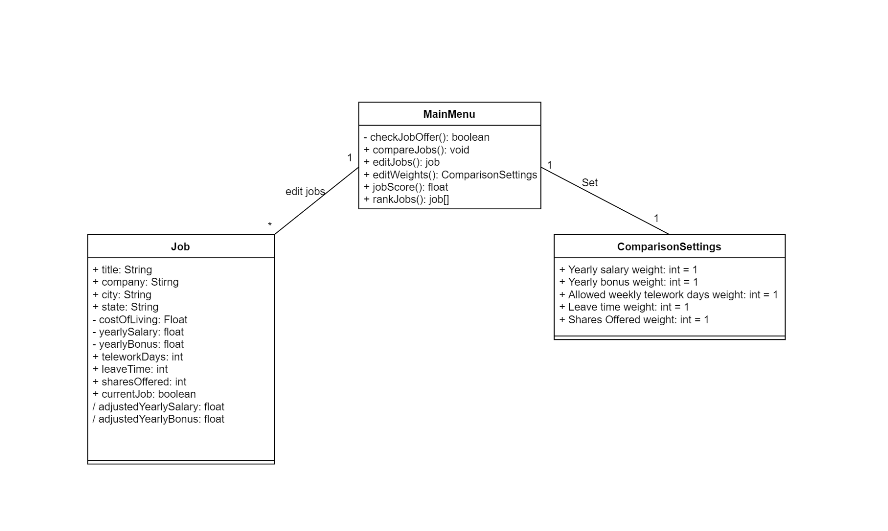 MainMenu
- checkJobOffer(): boolean
+ compareJobs(): void
+ editJobs(): job
+ editWeights(): ComparisonSettings
+ jobScore(): float
+ rankJobs(): job[]
1
edit jobs
*
1
Set
1
Job
+ title: String
+ company: Stirng
+ city: String
+ state: String
- costOfLiving: Float
- yearlySalary: float
- yearlyBonus: float
+ teleworkDays: int
+ leaveTime: int
+ sharesOffered: int
+ currentJob: boolean
/ adjustedYearlySalary: float
/ adjustedYearlyBonus: float
ComparisonSettings
+ Yearly salary weight: int = 1
+ Yearly bonus weight: int = 1
+ Allowed weekly telework days weight: int = 1
+ Leave time weight: int = 1
+ Shares Offered weight: int = 1